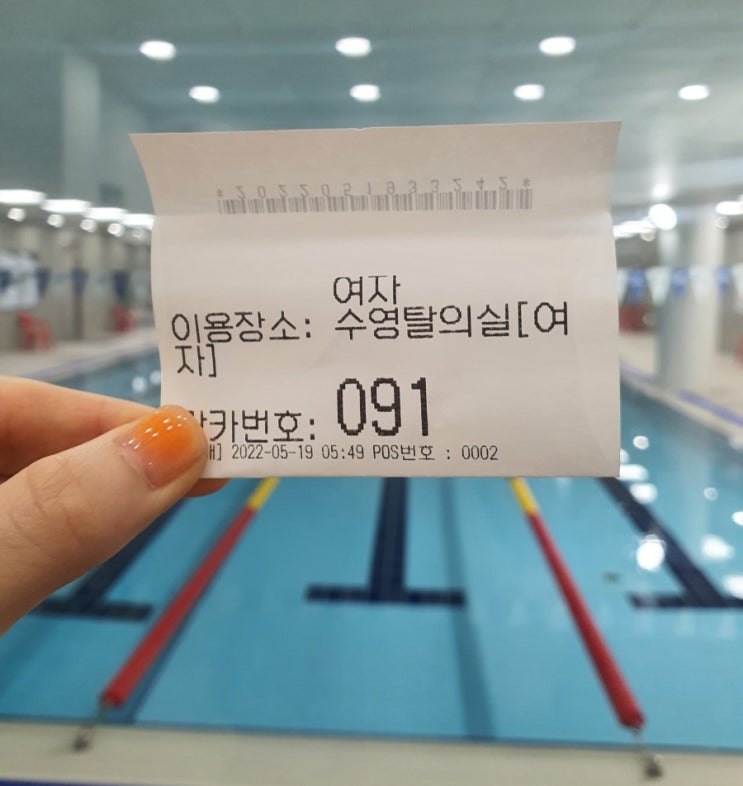 *2022051933242*
여자
이용장소: 수영탈의실[여
자]
카번호: 091
] 2022-05-19 05:49 POS번호 : 0002